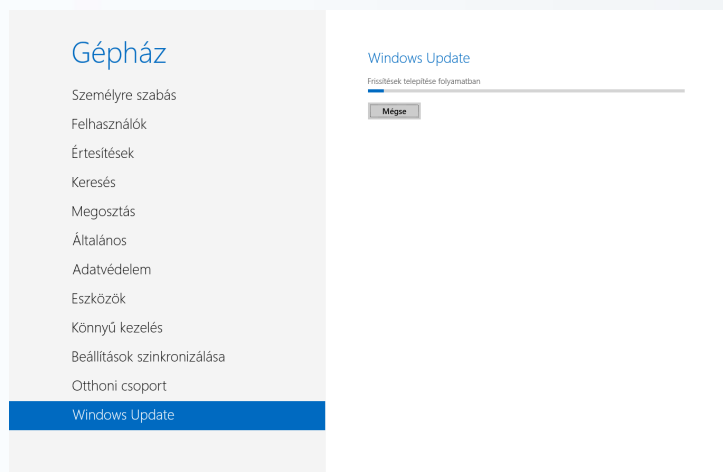 Gépház
Személyre szabás
Felhasználók
Értesítések
Keresés
Megosztás
Általános
Adatvédelem
Eszközök
Könnyű kezelés
Beállítások szinkronizálása
Otthoni csoport
Windows Update
Windows Update
Frissítések telepítése folyamatban
Mégse